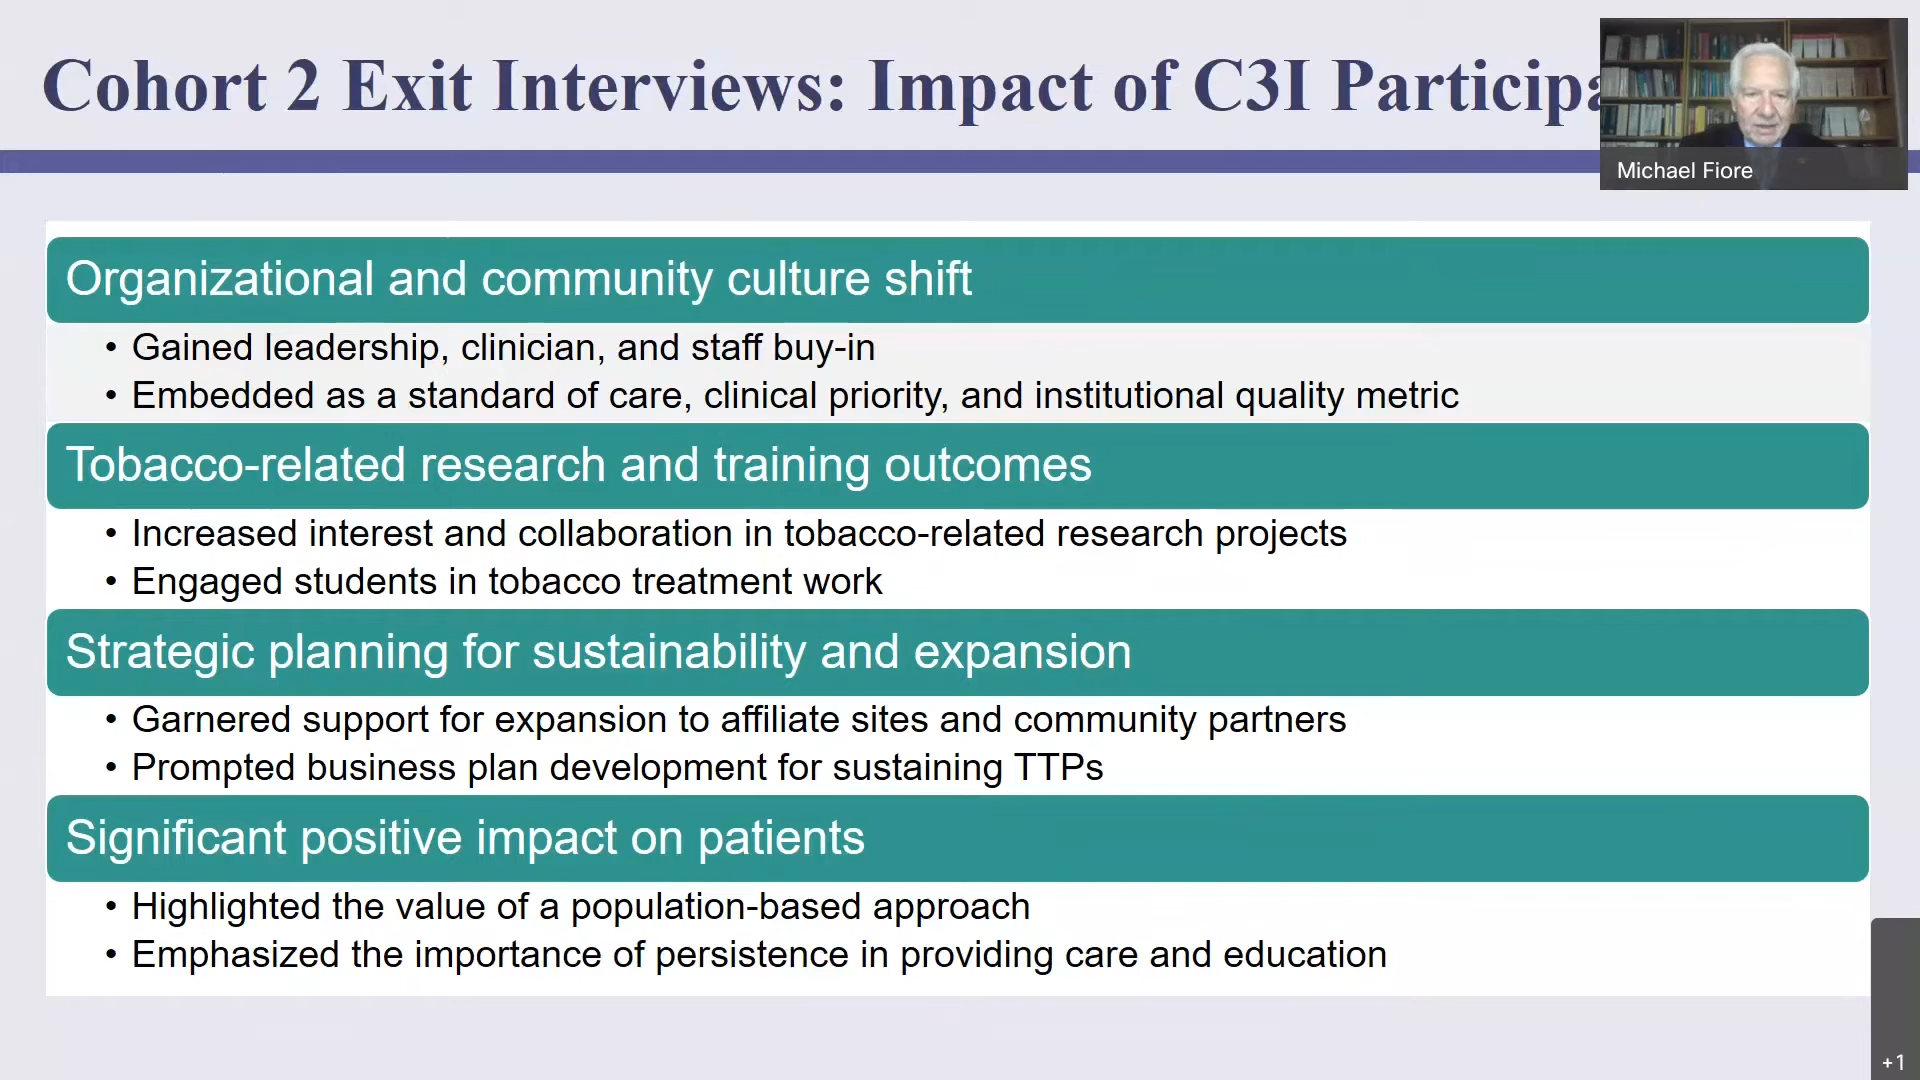 Cohort 2 Exit Interviews: Impact of C3I
Michael Fiore
Organizational and community culture shift
• Gained leadership, clinician, and staff buy-in
• Embedded as a standard of care, clinical priority, and institutional quality metric
Tobacco-related research and training outcomes
• Increased interest and collaboration in tobacco-related research projects
• Engaged students in tobacco treatment work
Strategic planning for sustainability and expansion
• Garnered support for expansion to affiliate sites and community partners
• Prompted business plan development for sustaining TTPs
Significant positive impact on patients
• Highlighted the value of a population-based approach
• Emphasized the importance of persistence in providing care and education
+1